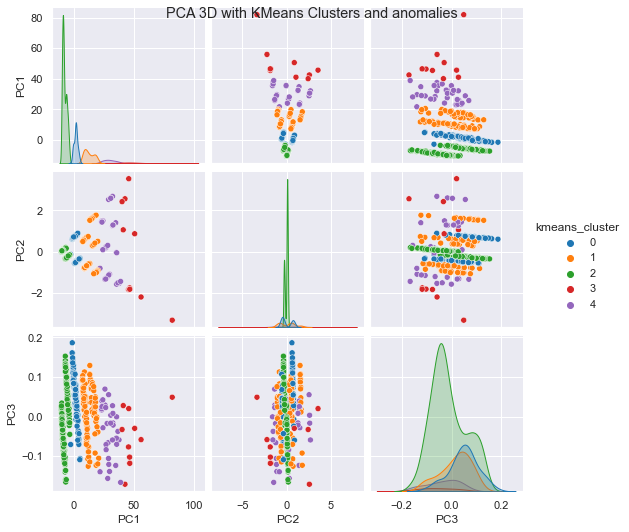 PCA 3D with KMeans Clusters and anomalies
80
60
40
20
0
PC1
2
0
−2
PC2
kmeans_cluster
0
1
2
3
4
0.2
0.1
0.0
−0.1
PC3
0 50 100
−5 0 5
−0.2 0.0 0.2
PC1 PC2 PC3